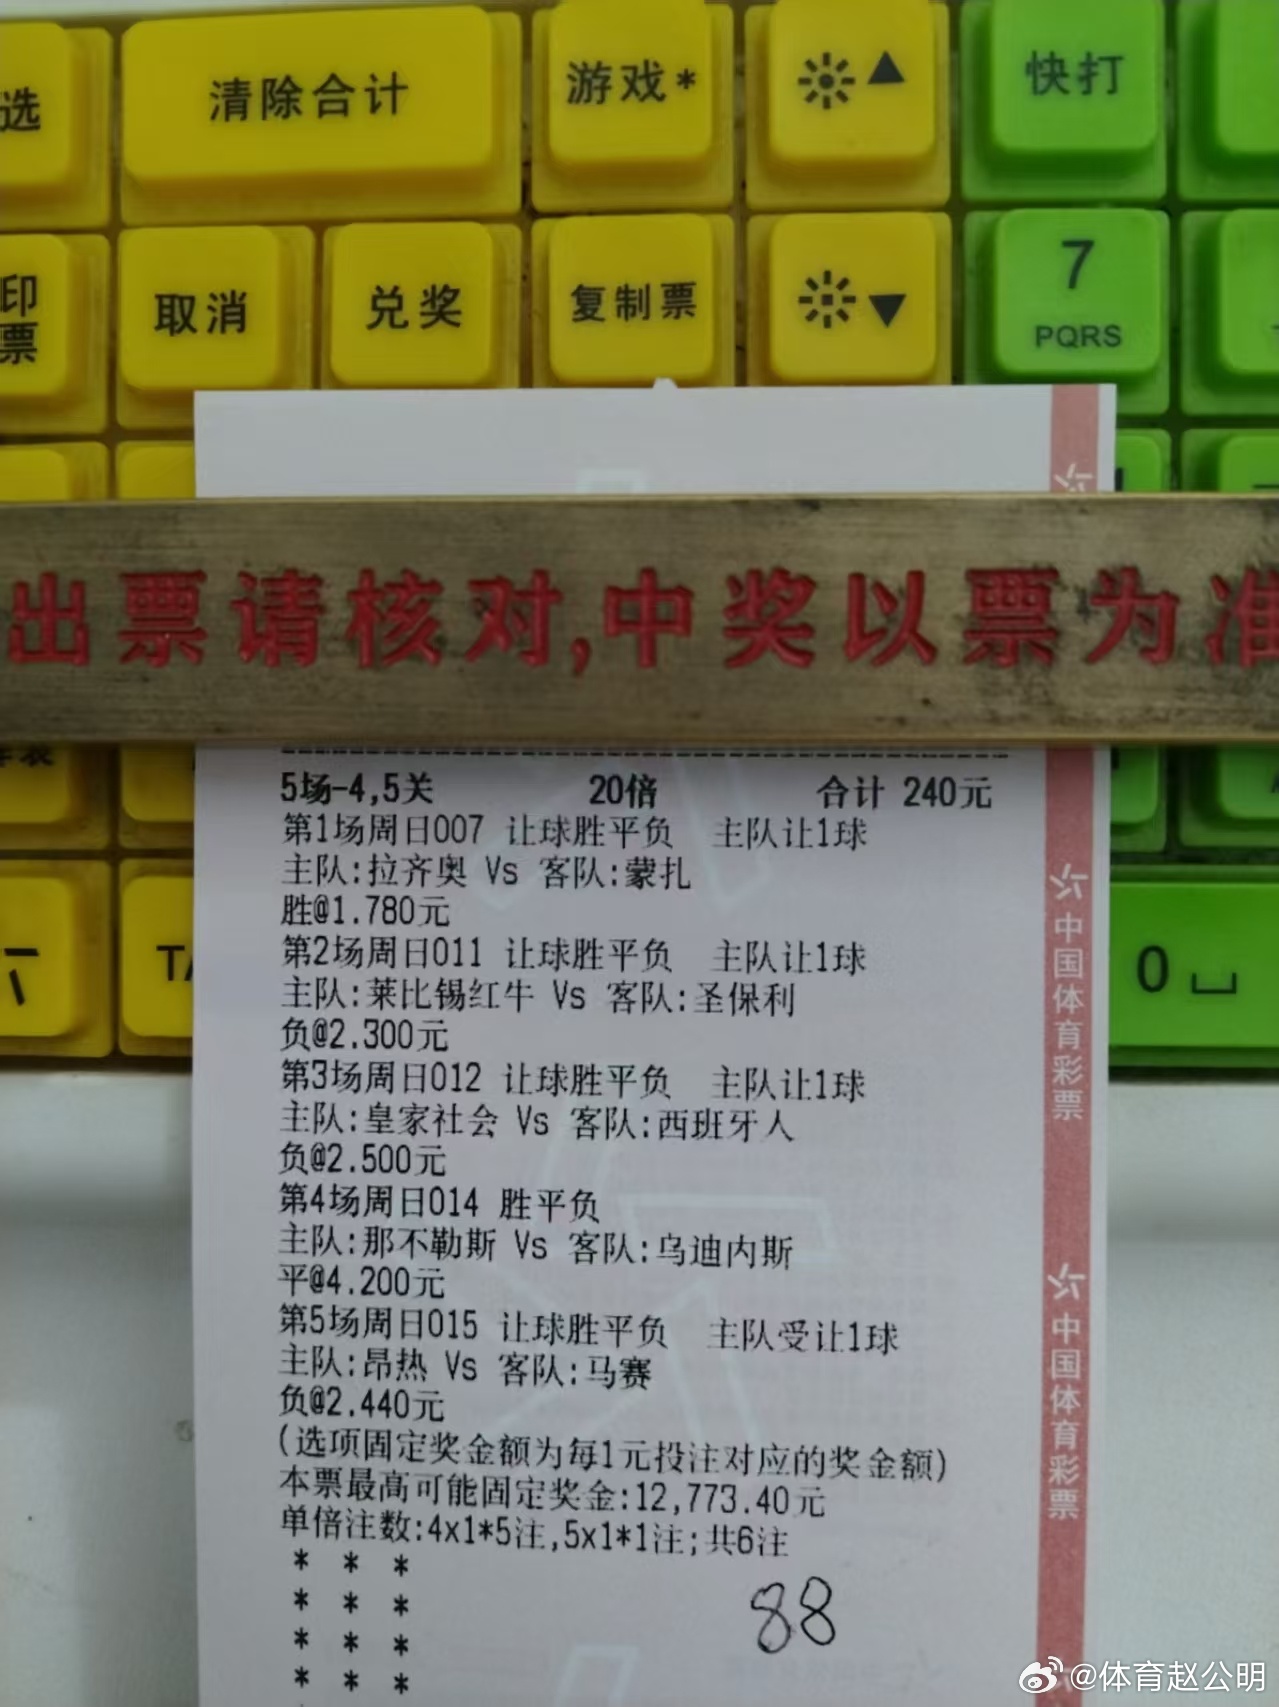 选
清除合计
游戏*
▲
快打
印
票
取消
兑奖
复制票
▼
7
PQRS
出票请核对,中奖以票为准
0
5场-4,5关 20倍 合计 240元
第1场周日007 让球胜平负 主队让1球
主队:拉齐奥 Vs 客队:蒙扎
胜@1.780元
第2场周日011 让球胜平负 主队让1球
主队:莱比锡红牛 Vs 客队:圣保利
负@2.300元
第3场周日012 让球胜平负 主队让1球
主队:皇家社会 Vs 客队:西班牙人
负@2.500元
第4场周日014 胜平负
主队:那不勒斯 Vs 客队:乌迪内斯
平@4.200元
第5场周日015 让球胜平负 主队受让1球
主队:昂热 Vs 客队:马赛
负@2.440元
(选项固定奖金额为每1元投注对应的奖金额)
本票最高可能固定奖金:12,773.40元
单倍注数:4x1*5注,5x1*1注;共6注
* * *
* * *
* * *
* * *
88
中国体育彩票
中国体育彩票
@体育赵公明